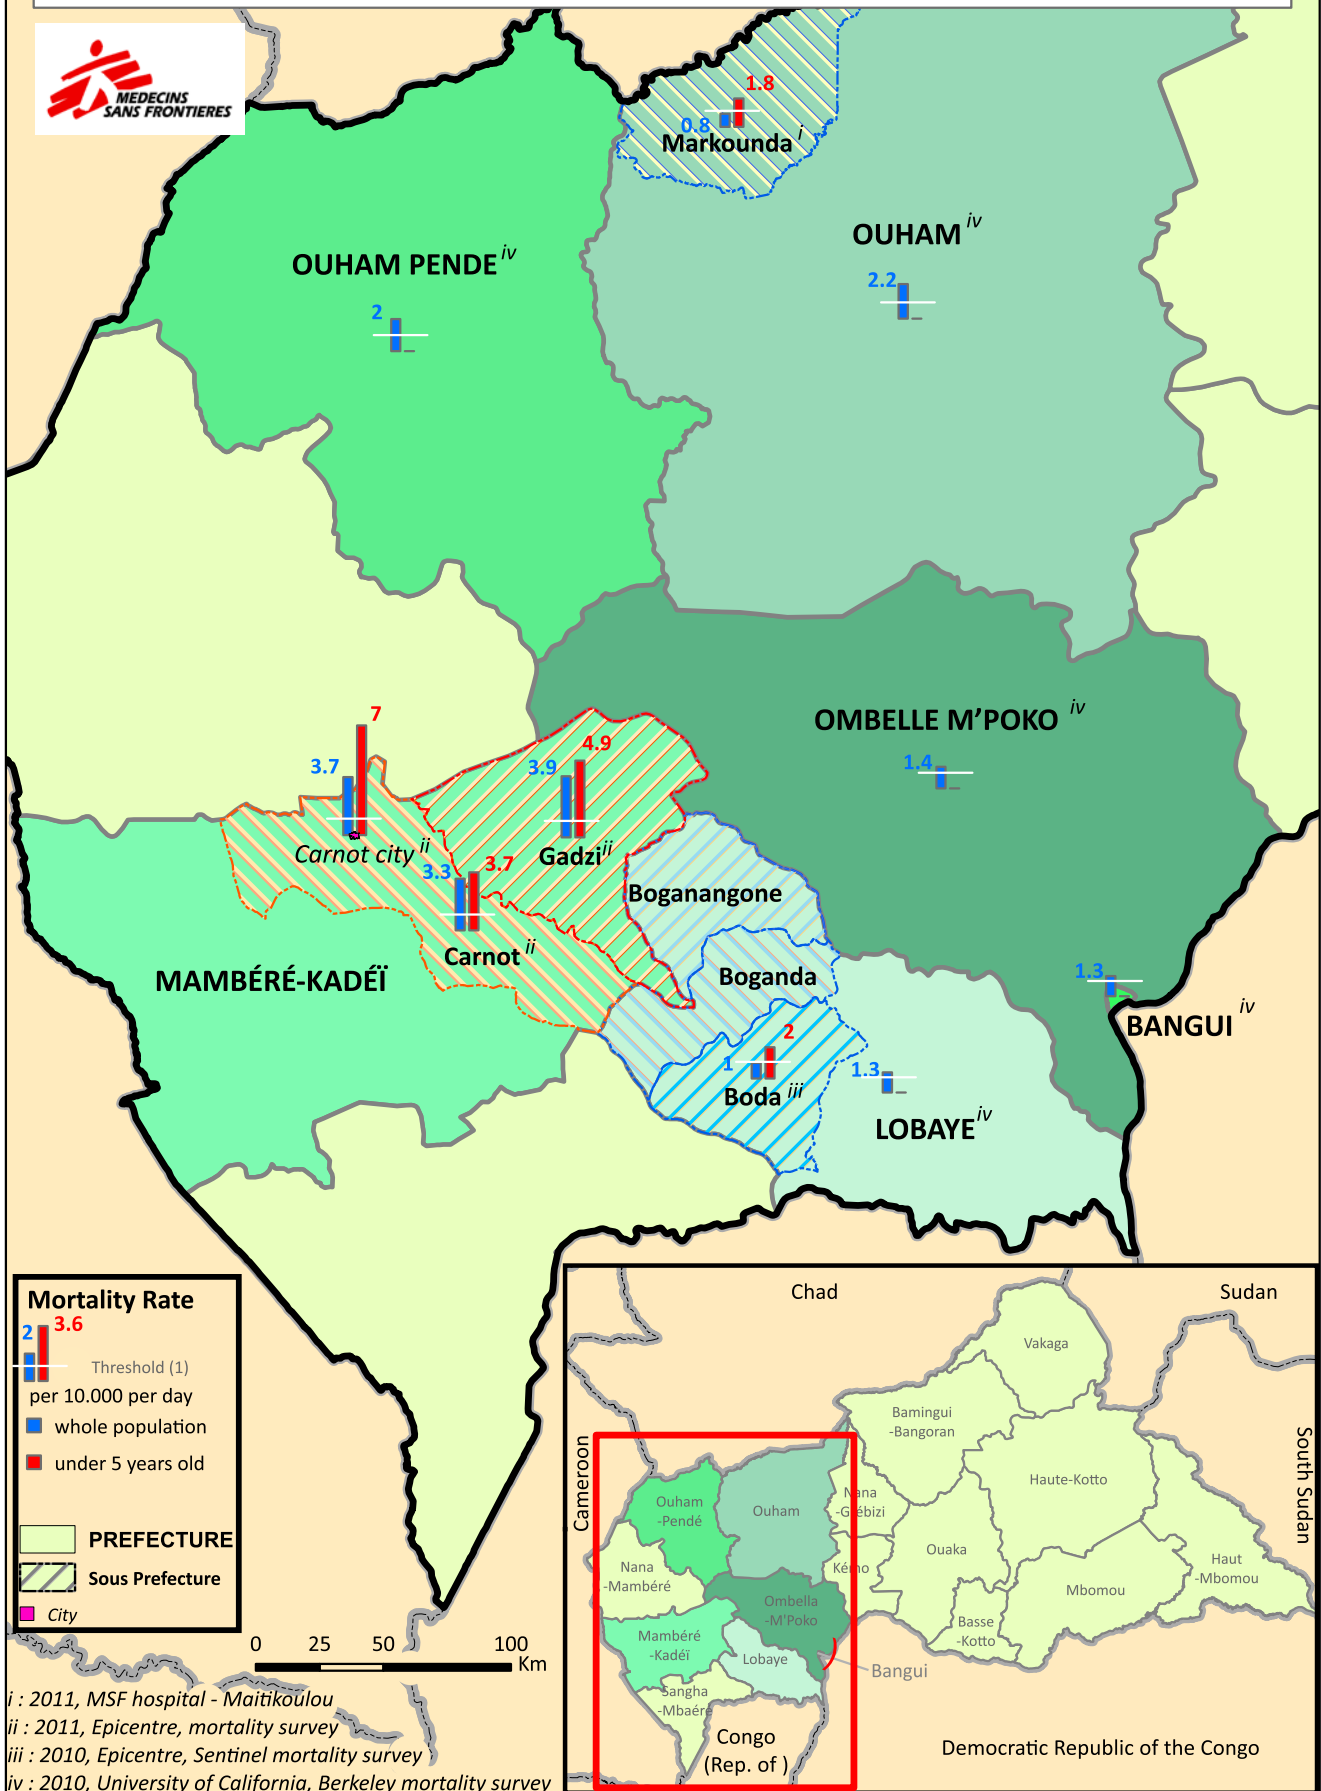 MEDECINS
SANS FRONTIERES
1.8
0.8
Markounda i
OUHAM iv
2.2
OUHAM PENDE iv
2
OMBELLE M'POKO iv
1.4
7
3.7
Carnot city ii
4.9
3.9
Gadzi ii
3.3
3.7
Carnot ii
Boganangone
Boganda
MAMBÉRÉ-KADÉÏ
1.3
BANGUI iv
2
1
Boda iii
1.3
LOBAYE iv
Mortality Rate
2
3.6
Threshold (1)
per 10.000 per day
whole population
under 5 years old
PREFECTURE
Sous Prefecture
City
0 25 50 100
Km
i : 2011, MSF hospital - Maitikoulou
ii : 2011, Epicentre, mortality survey
iii : 2010, Epicentre, Sentinel mortality survey
iv : 2010, University of California, Berkeley mortality survey
Chad
Sudan
Vakaga
Bamingui
-Bangoran
Cameroon
South Sudan
Haute-Kotto
Ouham
-Pendé
Ouham
Nana
-Grébizi
Ouaka
Haut
-Mbomou
Nana
-Mambéré
Kémo
Mbomou
Ombella
-M'Poko
Basse
-Kotto
Mambéré
-Kadéï
Lobaye
Bangui
Sangha
-Mbaéré
Congo
(Rep. of )
Democratic Republic of the Congo